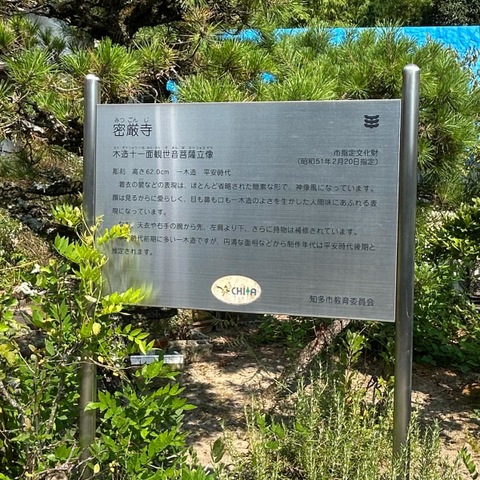 みつごんじ
密厳寺
木造十一面観世音菩薩立像
市指定文化財
(昭和51年2月20日指定)
彫刻 高さ62.0cm 一木造 平安時代
着衣の襞などの表現は、ほとんど省略された簡素な形で、神像風になっています。
顔は見るからに愛らしく、目も鼻も口も一木造のよさを生かした人間味にあふれる表
現になっています。
天衣や右手の腕から先、左肩より下、さらに持物は補修されています。
時代前期に多い一木造ですが、円満な面相などから制作年代は平安時代後期と
推定されます。
CHItA
知多市教育委員会